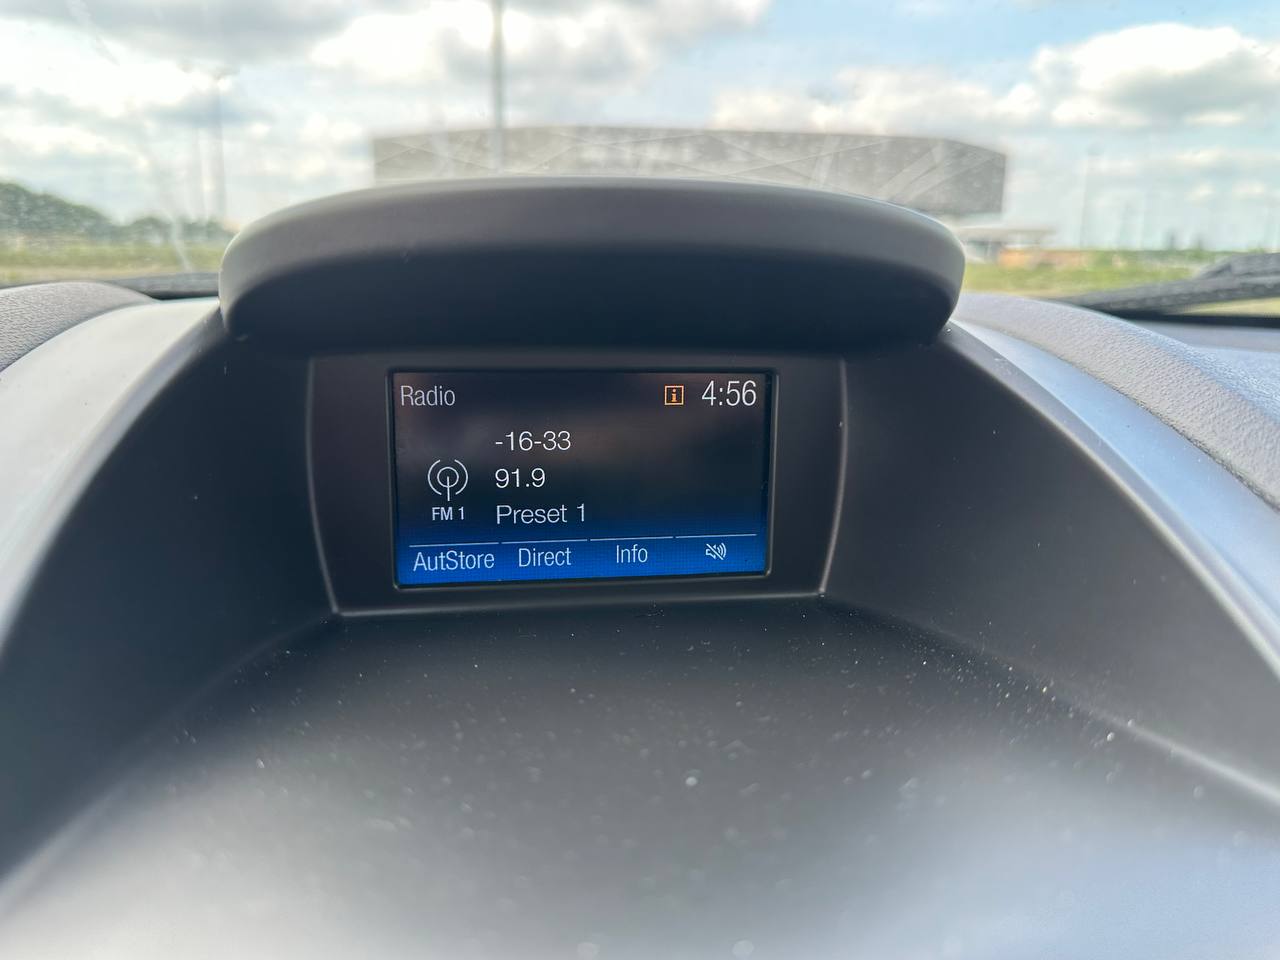 Radio 4:56
-16-33
91.9
FM 1 Preset 1
AutStore Direct Info